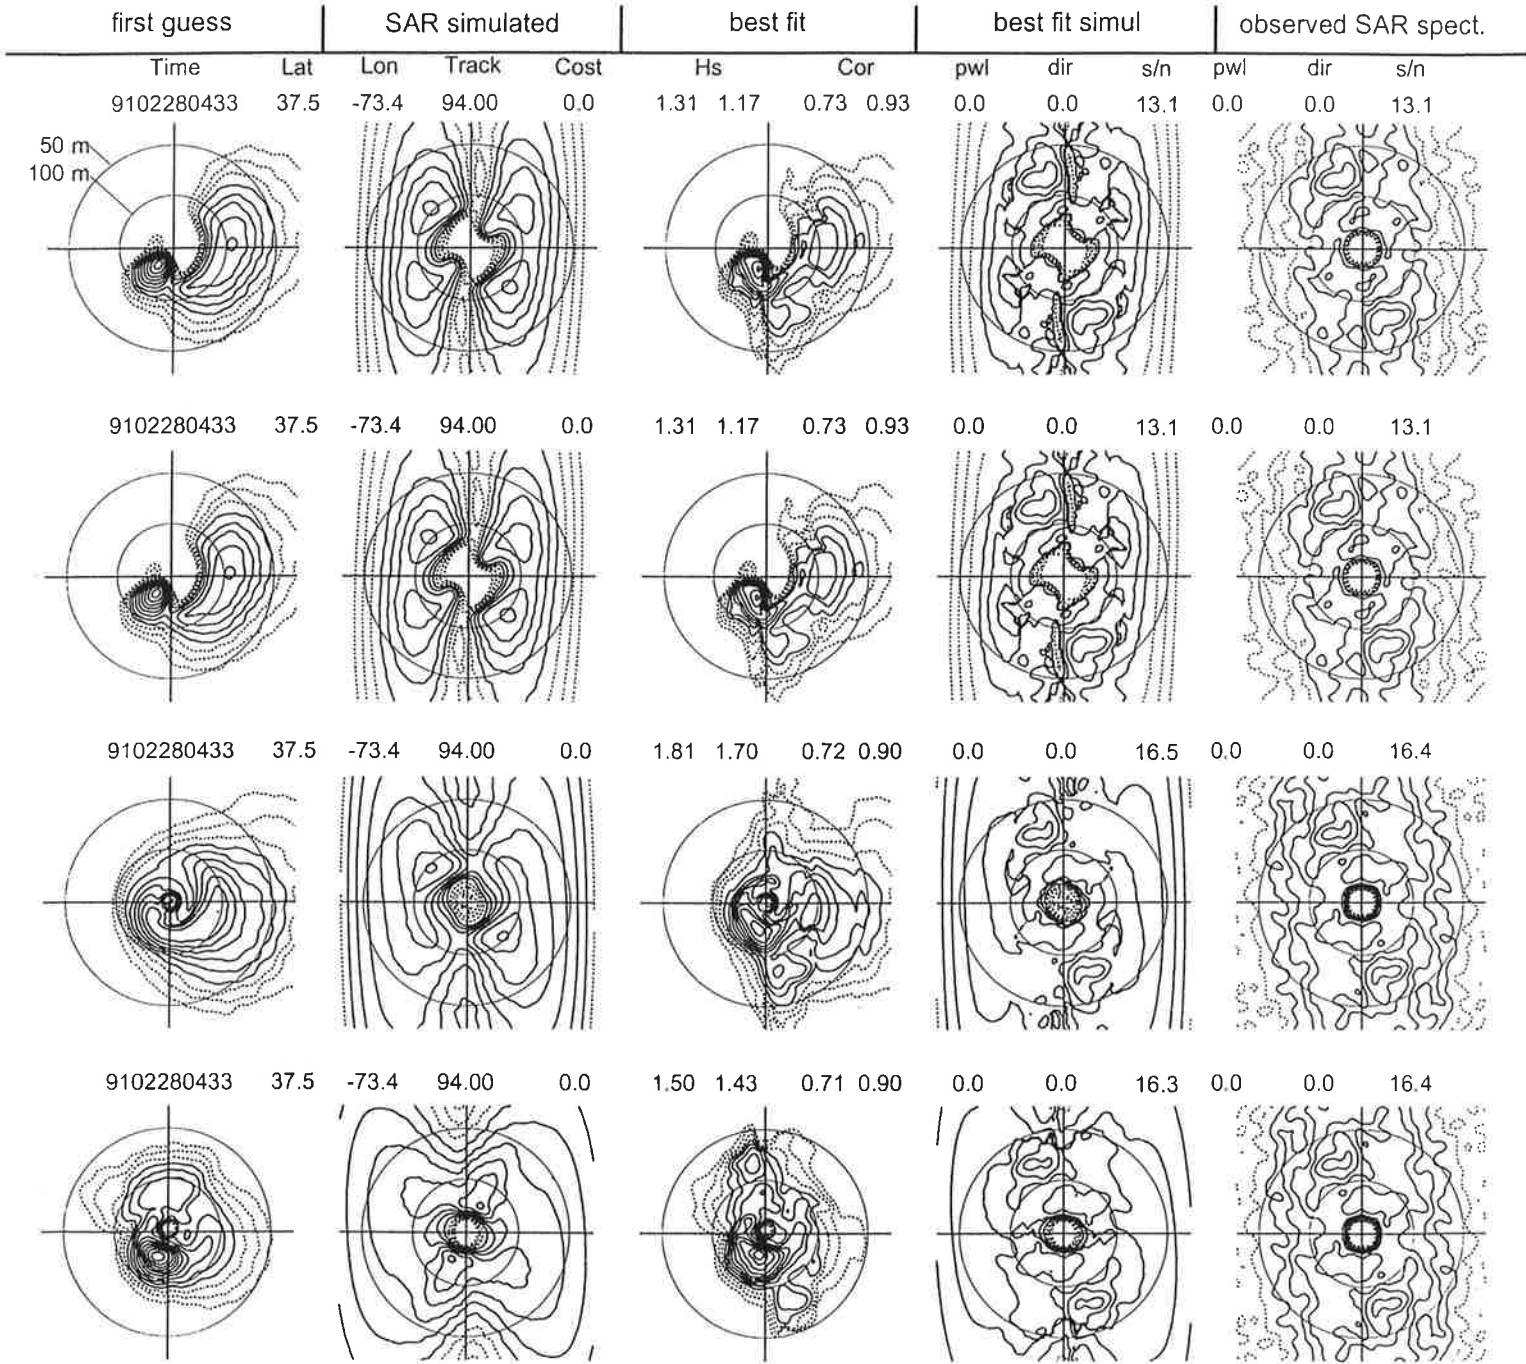 first guess SAR simulated best fit best fit simul observed SAR spect.
Time Lat Lon Track Cost Hs Cor pwl dir s/n pwl dir s/n
9102280433 37.5 -73.4 94.00 0.0 1.31 1.17 0.73 0.93 0.0 0.0 13.1 0.0 0.0 13.1
50 m
100 m
9102280433 37.5 -73.4 94.00 0.0 1.31 1.17 0.73 0.93 0.0 0.0 13.1 0.0 0.0 13.1
9102280433 37.5 -73.4 94.00 0.0 1.81 1.70 0.72 0.90 0.0 0.0 16.5 0.0 0.0 16.4
9102280433 37.5 -73.4 94.00 0.0 1.50 1.43 0.71 0.90 0.0 0.0 16.3 0.0 0.0 16.4